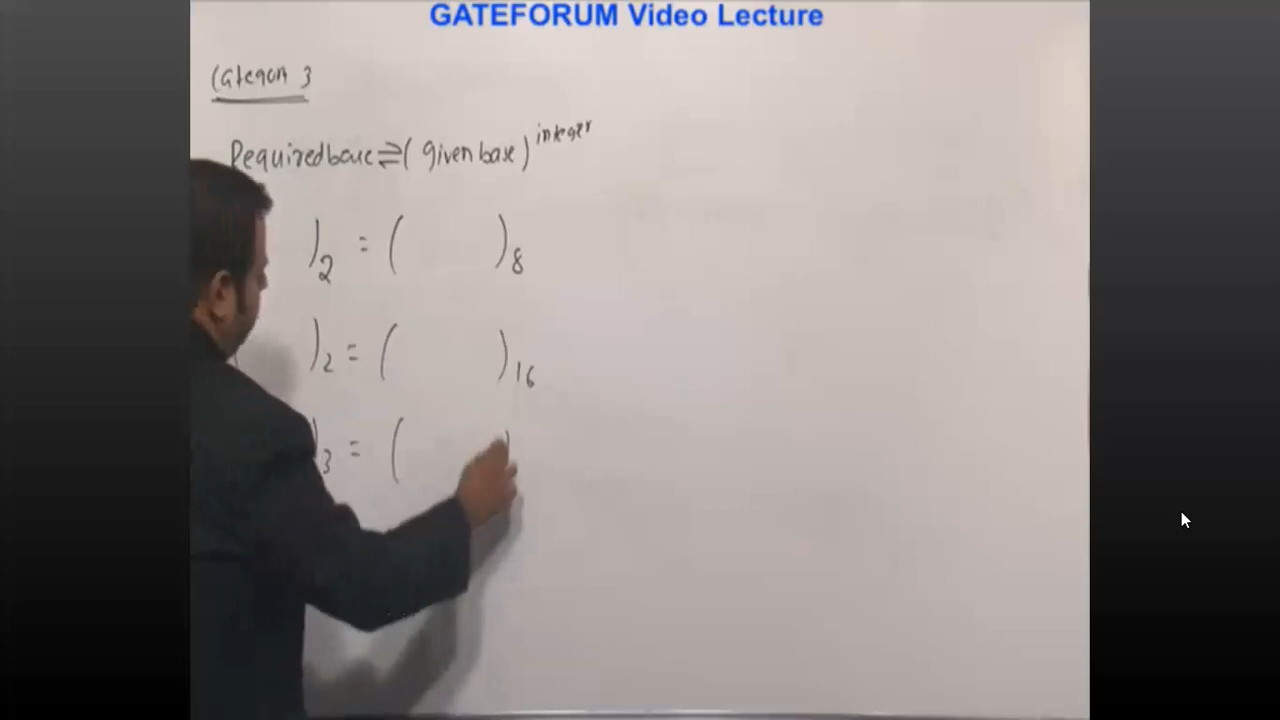 GATEFORUM Video Lecture
Category 3
Required base ⇌ ( given base ) integer
)2 = ( )8
)2 = ( )16
)3 = ( )